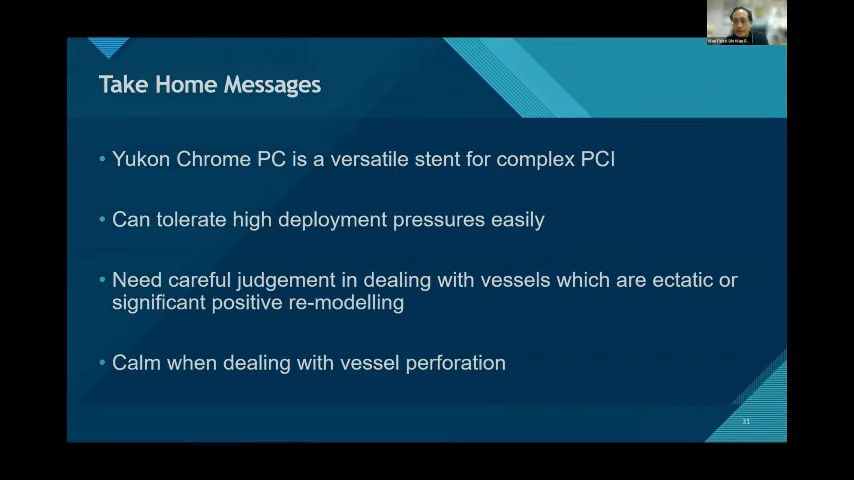 Take Home Messages
• Yukon Chrome PC is a versatile stent for complex PCI
• Can tolerate high deployment pressures easily
• Need careful judgement in dealing with vessels which are ectatic or
significant positive re-modelling
• Calm when dealing with vessel perforation
31